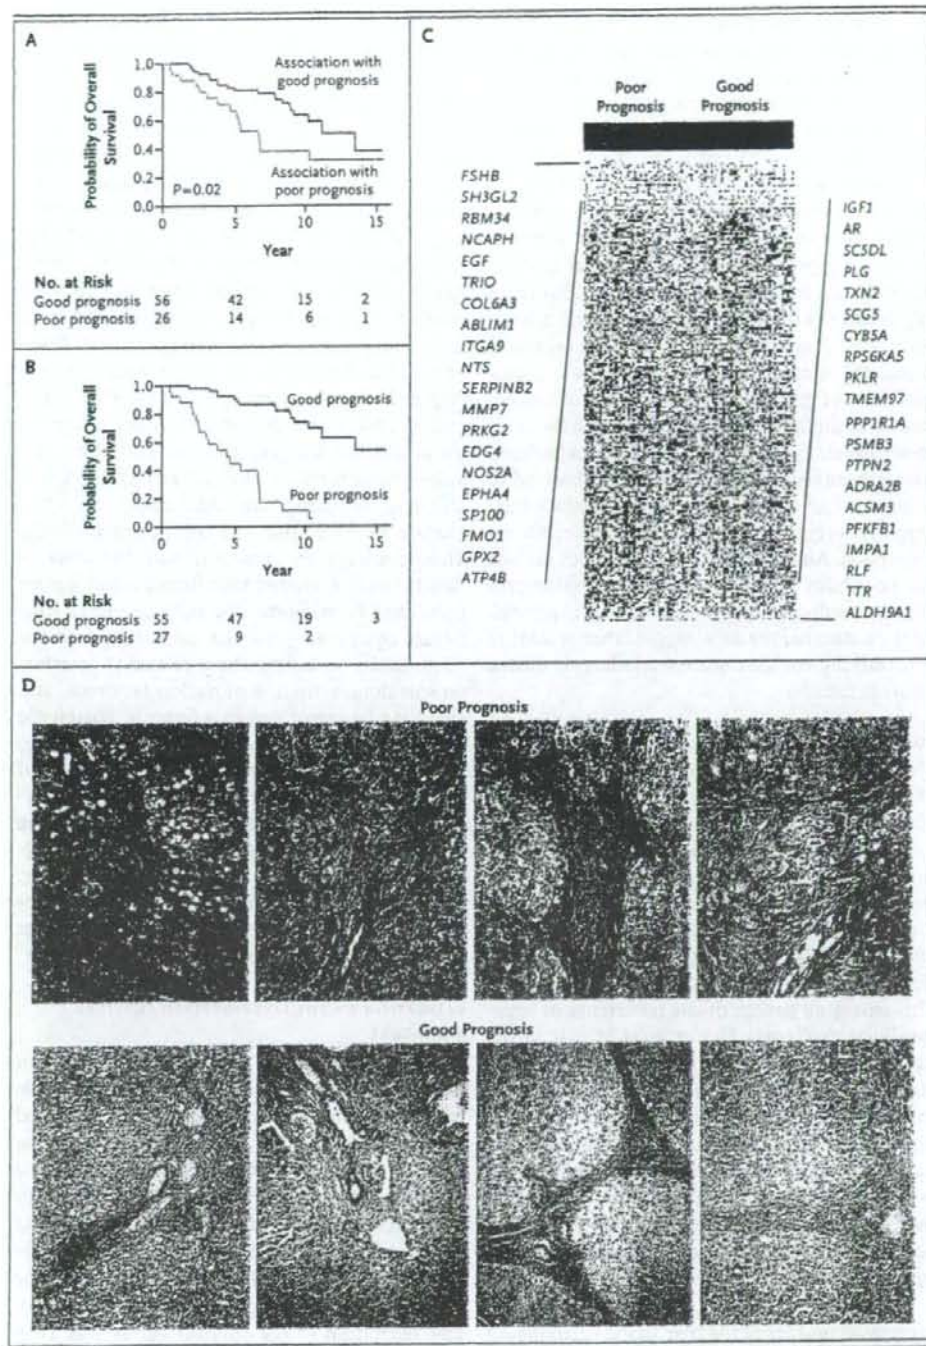 A
Probability of Overall
Survival
1.0
0.8
0.6
0.4
0.2
0.0
Association with
good prognosis
Association with
poor prognosis
P=0.02
0 5 10 15
Year
No. at Risk
Good prognosis 56 42 15 2
Poor prognosis 26 14 6 1
B
Probability of Overall
Survival
1.0
0.8
0.6
0.4
0.2
0.0
Good prognosis
Poor prognosis
0 5 10 15
Year
No. at Risk
Good prognosis 55 47 19 3
Poor prognosis 27 9 2
C
Poor
Prognosis
Good
Prognosis
FSHB
SH3GL2
RBM34
NCAPH
EGF
TRIO
COL6A3
ABLIM1
ITGA9
NTS
SERPINB2
MMP7
PRKG2
EDG4
NOS2A
EPHA4
SP100
FMO1
GPX2
ATP4B
IGF1
AR
SC5DL
PLG
TXN2
SCG5
CYB5A
RPS6KA5
PKLR
TMEM97
PPP1R1A
PSMB3
PTPN2
ADRA2B
ACSM3
PFKFB1
IMPA1
RLF
TTR
ALDH9A1
D
Poor Prognosis
Good Prognosis